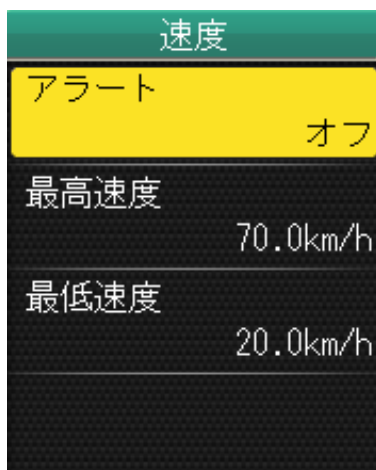 速度
アラート
オフ
最高速度
70.0km/h
最低速度
20.0km/h